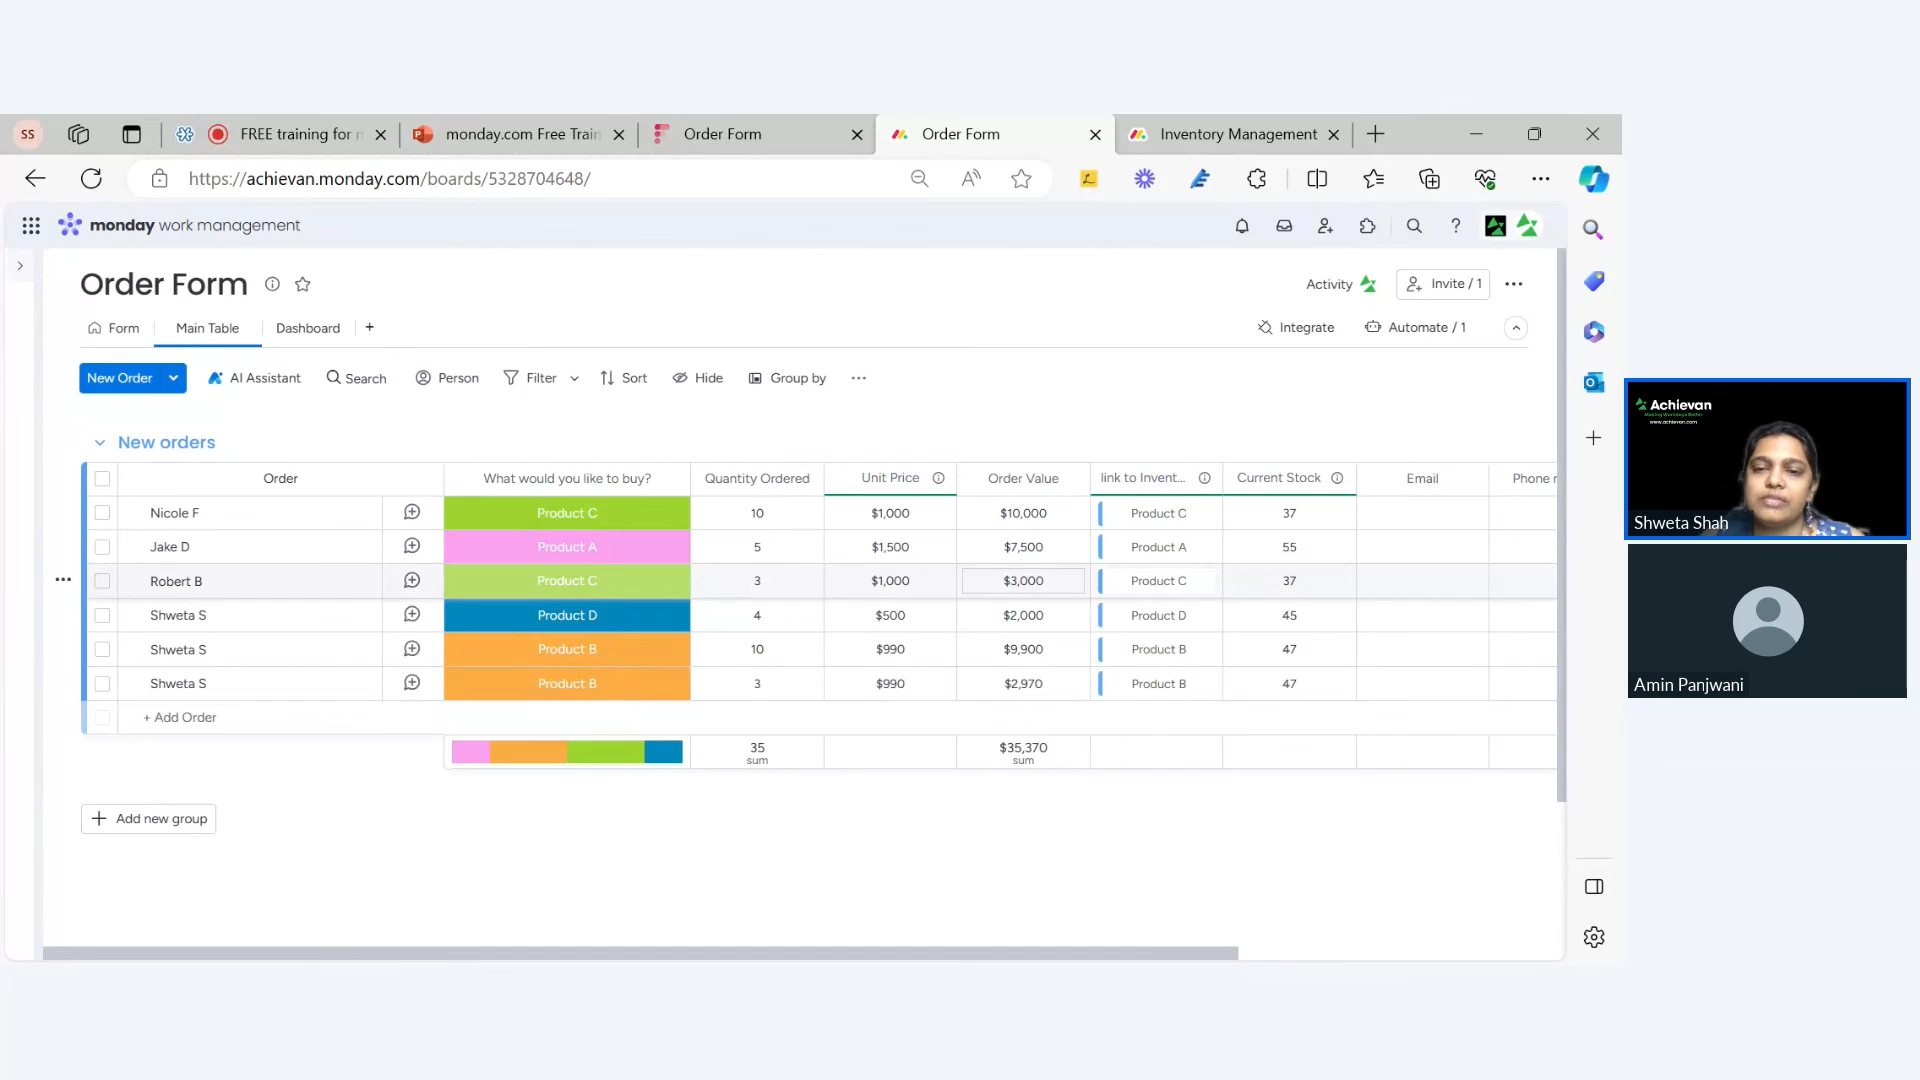 SS
FREE training for m
monday.com Free Train
Order Form
Order Form
Inventory Management
https://achievan.monday.com/boards/5328704648/
monday work management
Order Form
Activity
Invite / 1
Form
Main Table
Dashboard
Integrate
Automate / 1
New Order
AI Assistant
Search
Person
Filter
Sort
Hide
Group by
New orders
Order What would you like to buy? Quantity Ordered Unit Price Order Value link to Invent... Current Stock Email Phone
Nicole F Product C 10 $1,000 $10,000 Product C 37
Jake D Product A 5 $1,500 $7,500 Product A 55
Robert B Product C 3 $1,000 $3,000 Product C 37
Shweta S Product D 4 $500 $2,000 Product D 45
Shweta S Product B 10 $990 $9,900 Product B 47
Shweta S Product B 3 $990 $2,970 Product B 47
+ Add Order
35 $35,370
sum sum
Add new group
Achievan
Making Workdays Better
www.achievan.com
Shweta Shah
Amin Panjwani